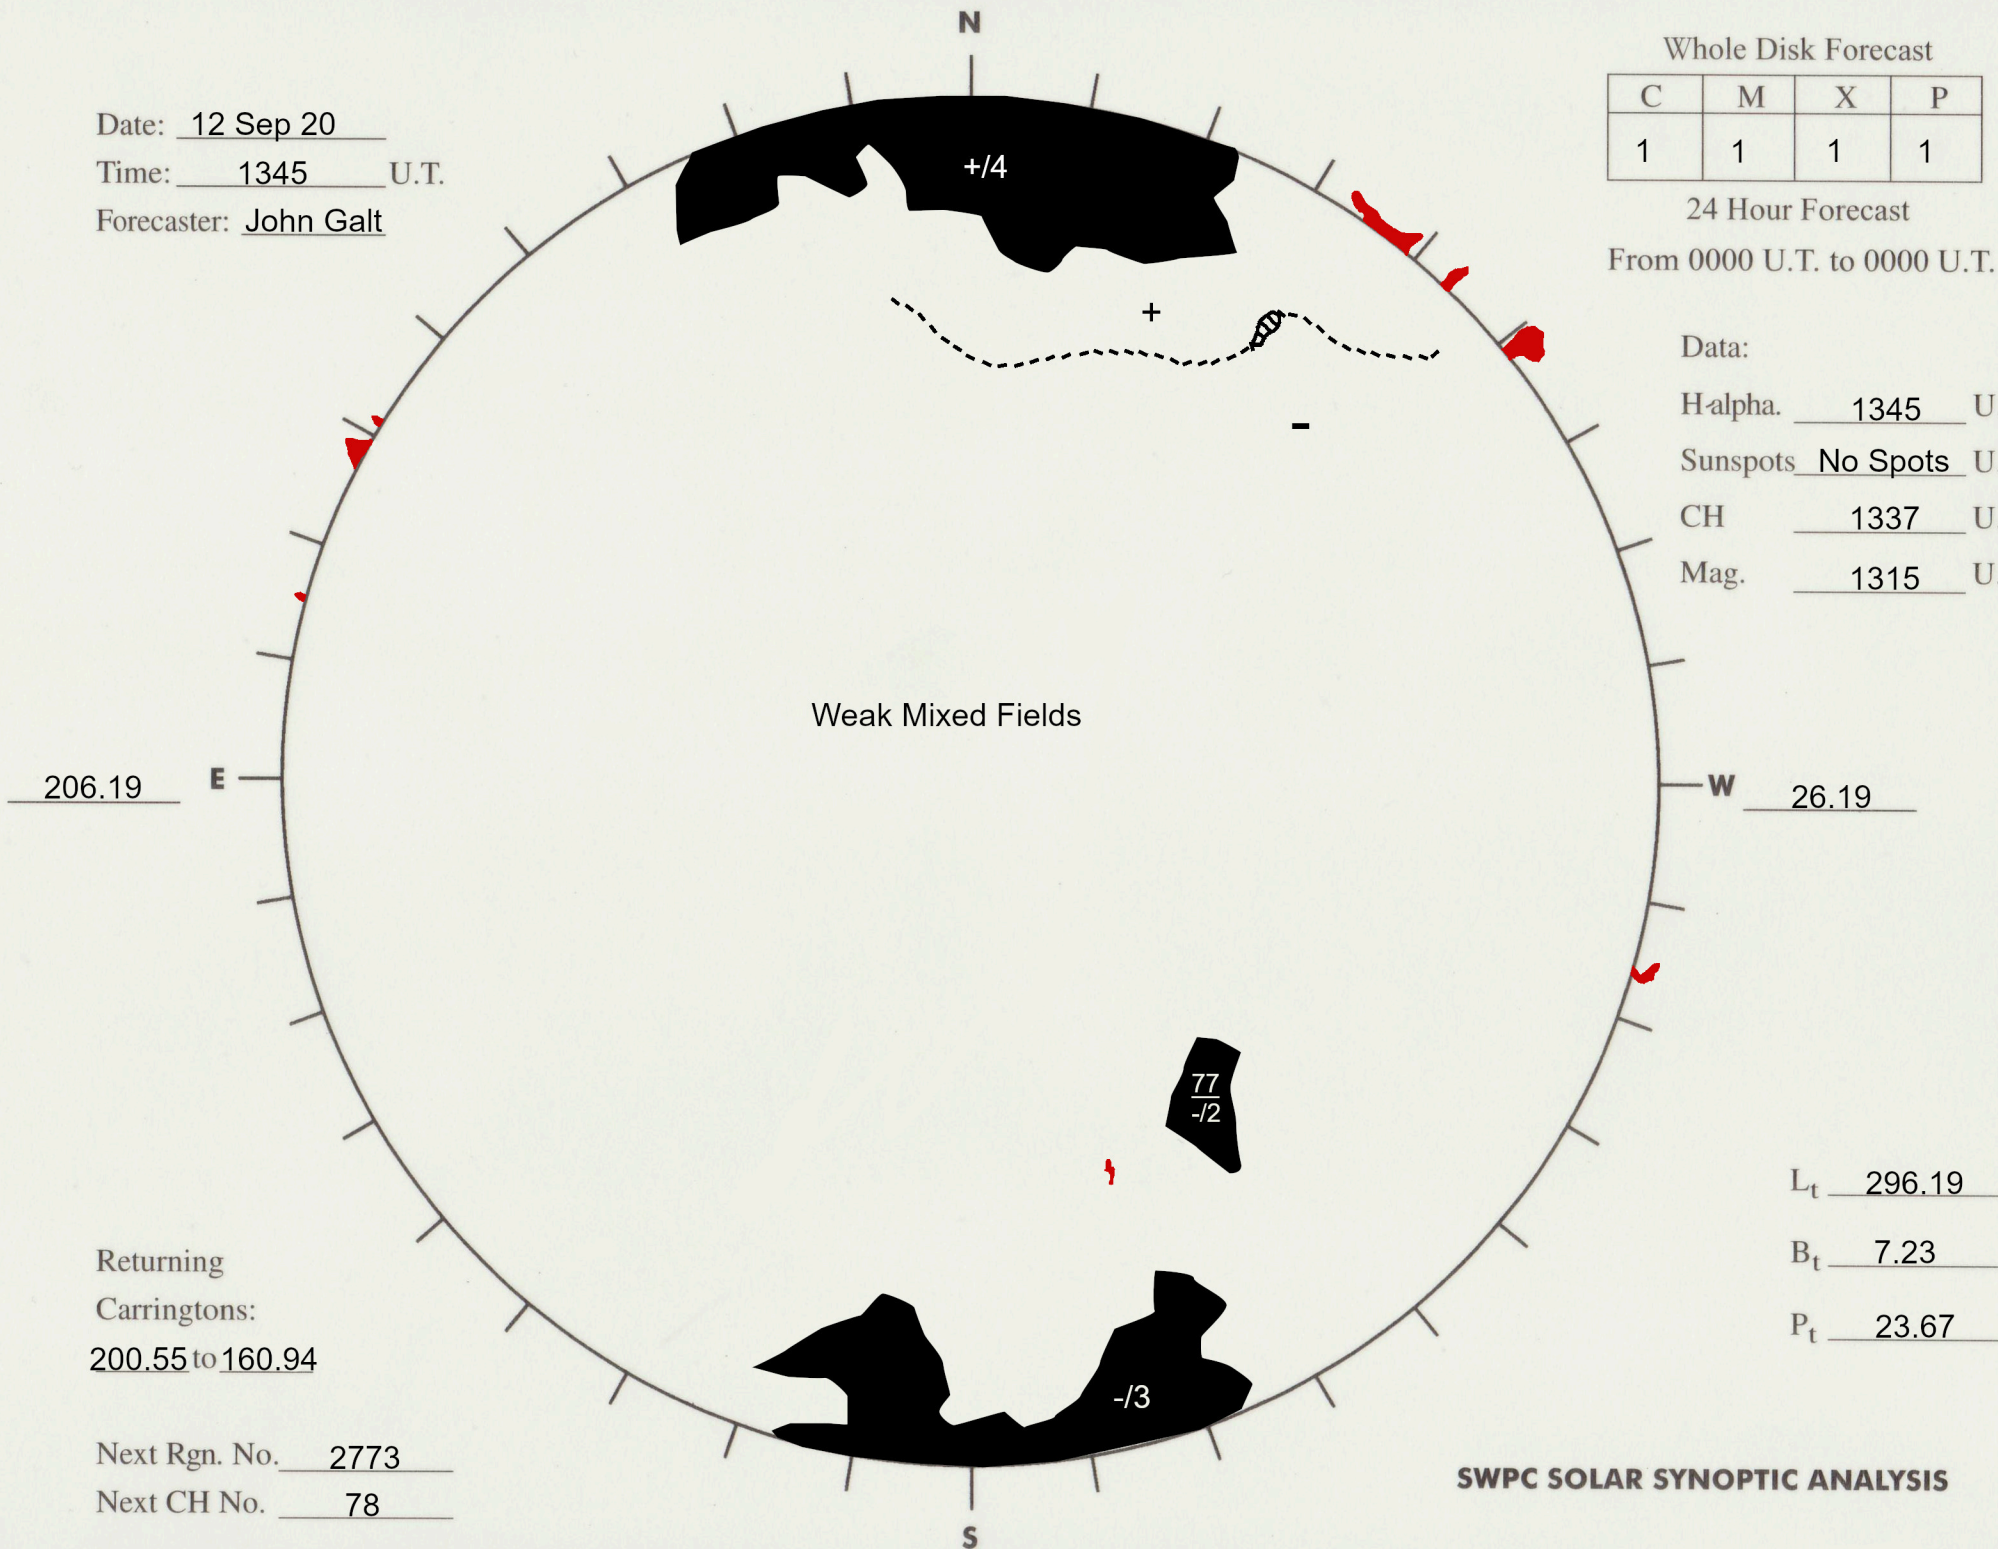 N
Date: 12 Sep 20
Time: 1345 U.T.
Forecaster: John Galt
Whole Disk Forecast
C M X P
1 1 1 1
24 Hour Forecast
From 0000 U.T. to 0000 U.T.
+/4
+
-
Data:
H-alpha. 1345 U
Sunspots No Spots U
CH 1337 U
Mag. 1315 U
Weak Mixed Fields
206.19 E
W 26.19
77
-/2
Lt 296.19
Bt 7.23
Pt 23.67
Returning
Carringtons:
200.55 to 160.94
-/3
Next Rgn. No. 2773
Next CH No. 78
SWPC SOLAR SYNOPTIC ANALYSIS
S